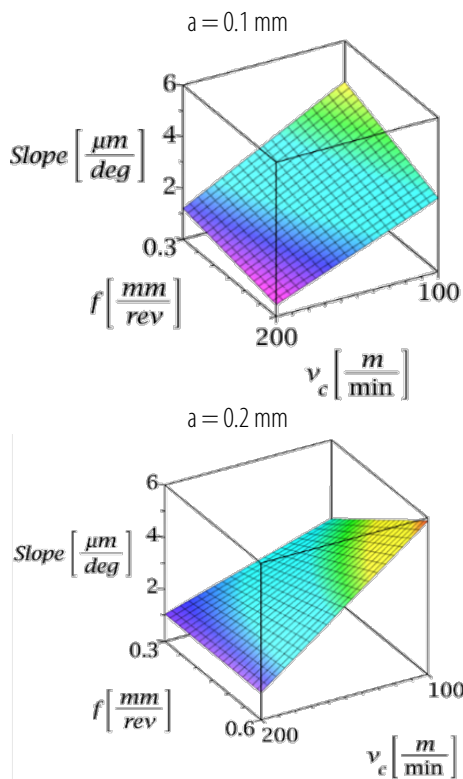 a = 0.1 mm
6
4
Slope [μm/deg]
2
0.3
f [mm/rev]
100
200
v_c [m/min]
a = 0.2 mm
6
4
Slope [μm/deg]
2
0.3
f [mm/rev]
100
0.6 200
v_c [m/min]